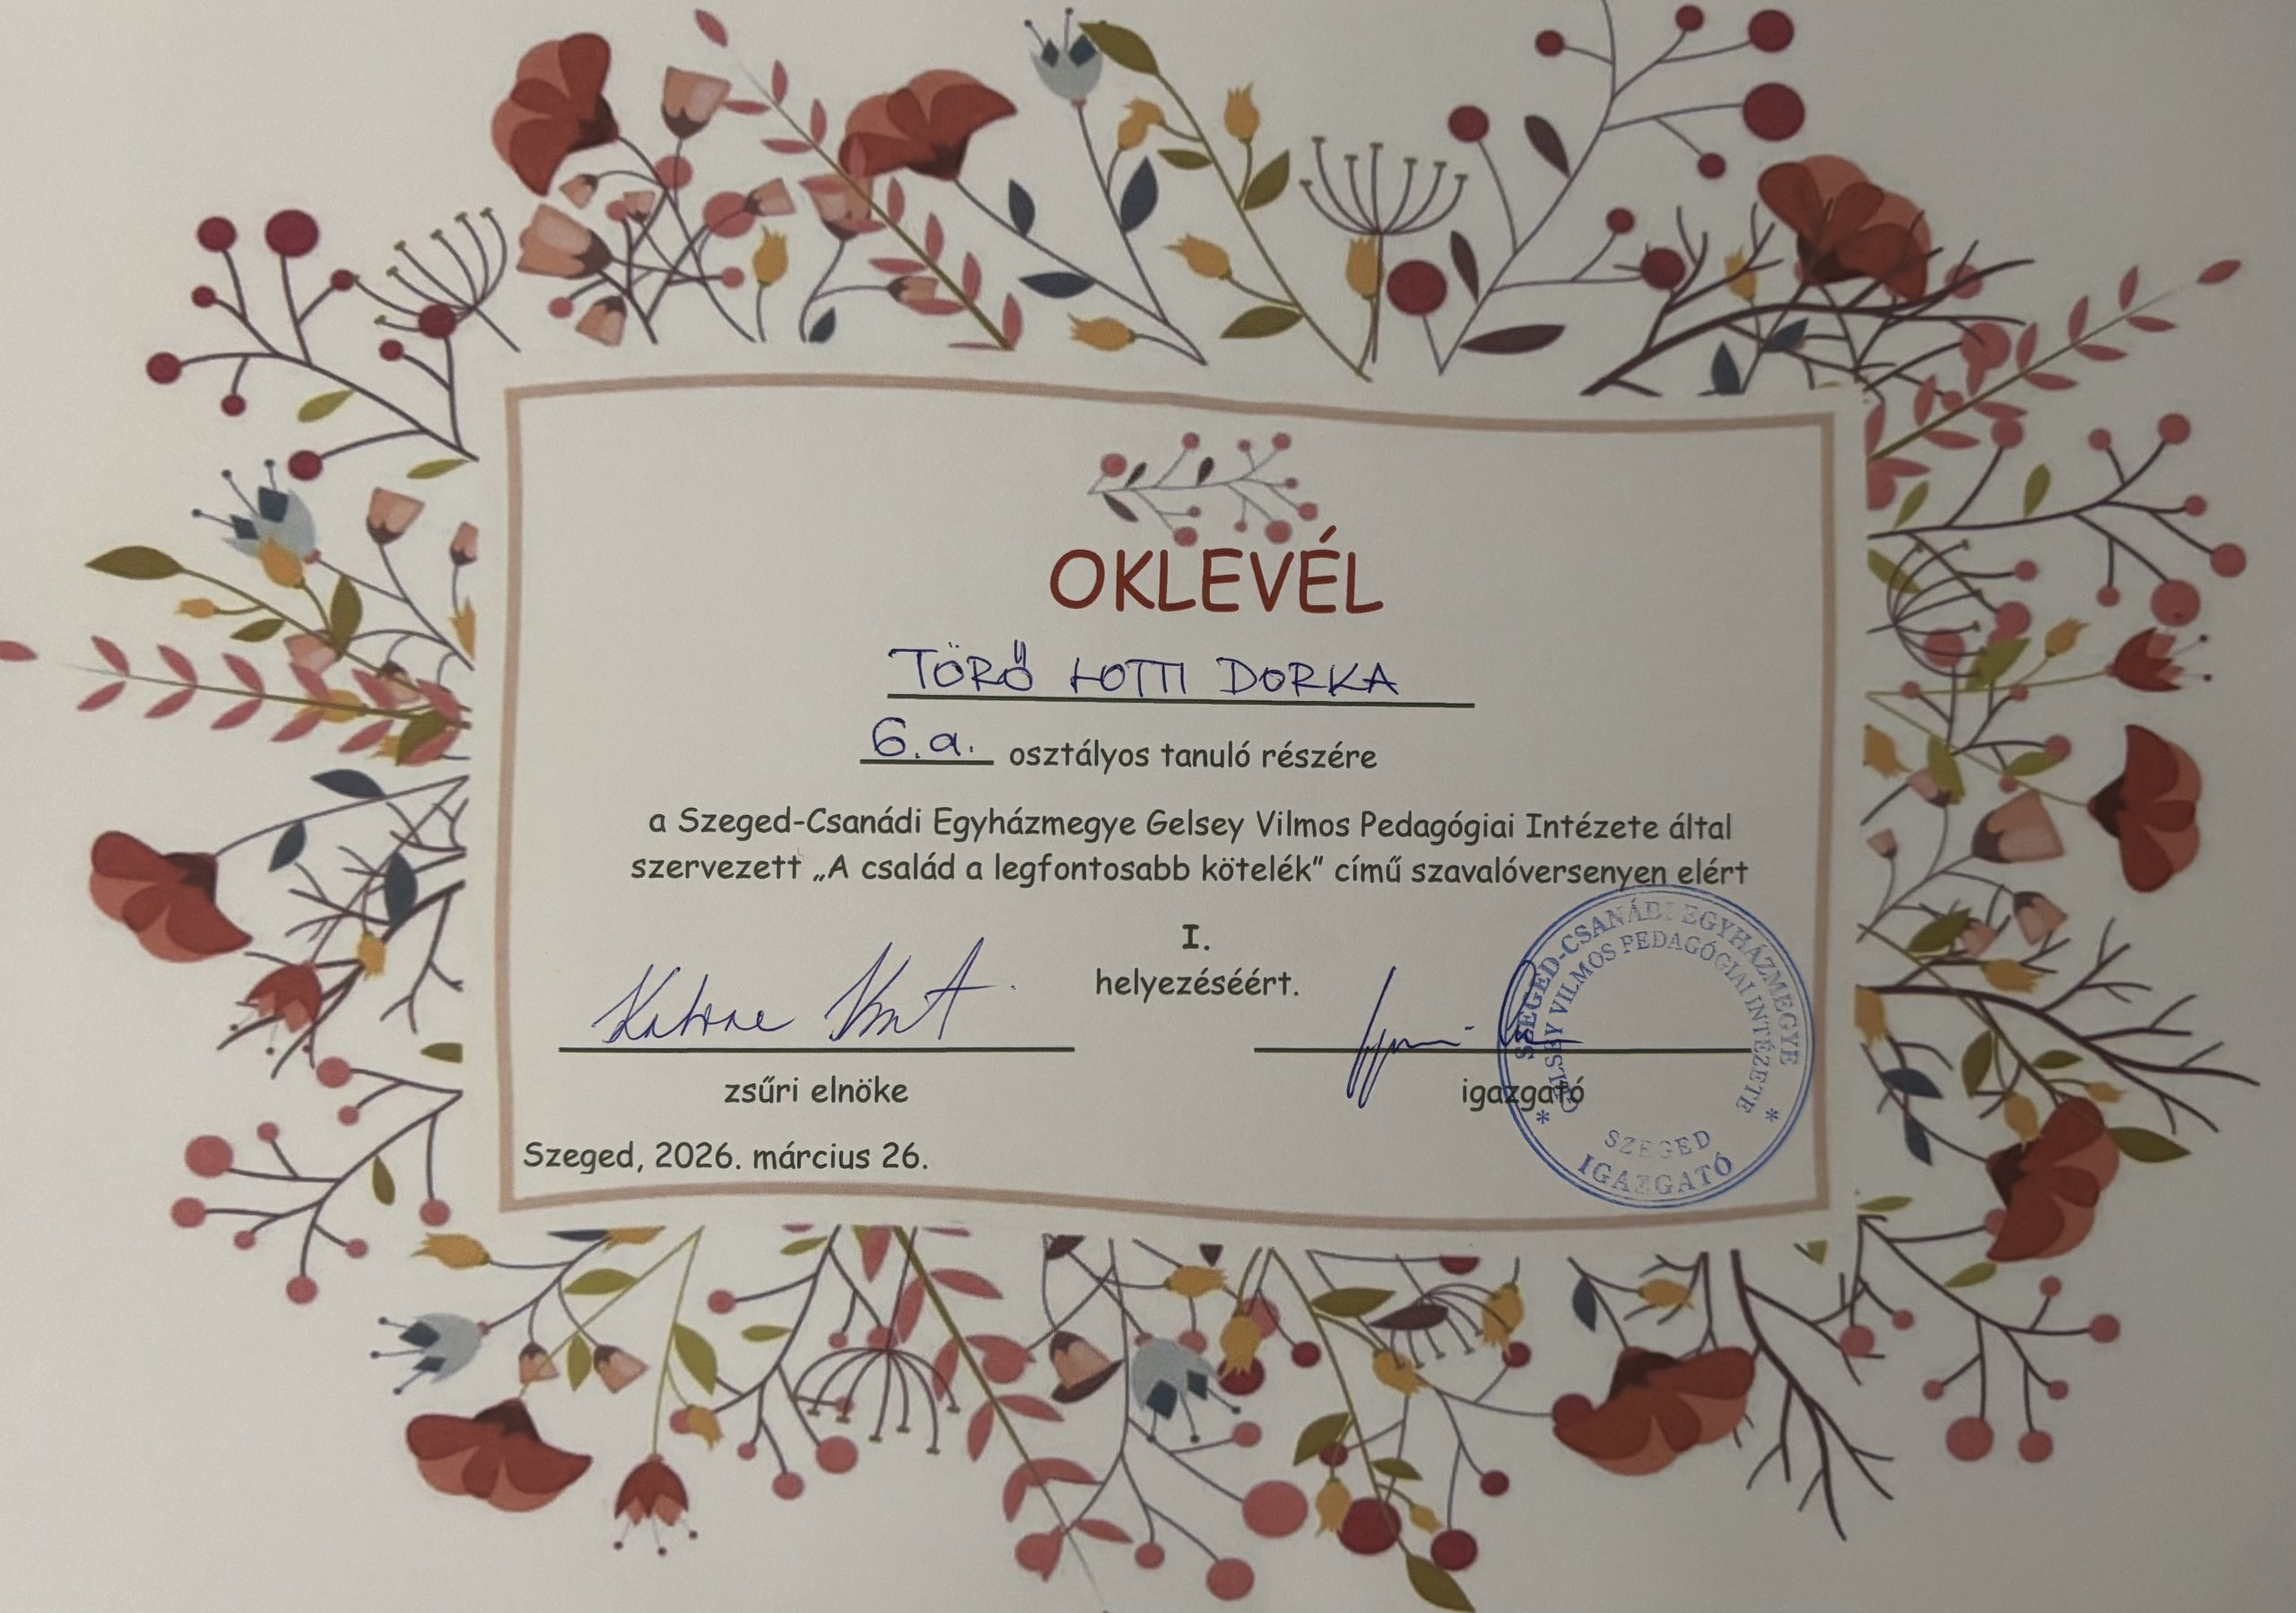 OKLEVÉL
TÖRŐ LOTTI DORKA
6.a. osztályos tanuló részére
a Szeged-Csanádi Egyházmegye Gelsey Vilmos Pedagógiai Intézete által
szervezett „A család a legfontosabb kötelék” című szavalóversenyen elért
I.
helyezéséért.
zsűri elnöke
igazgató
Szeged, 2026. március 26.
SZEGED-CSANÁDI EGYHÁZMEGYE
GELSEY VILMOS PEDAGÓGIAI INTÉZETE
SZEGED
* IGAZGATÓ *